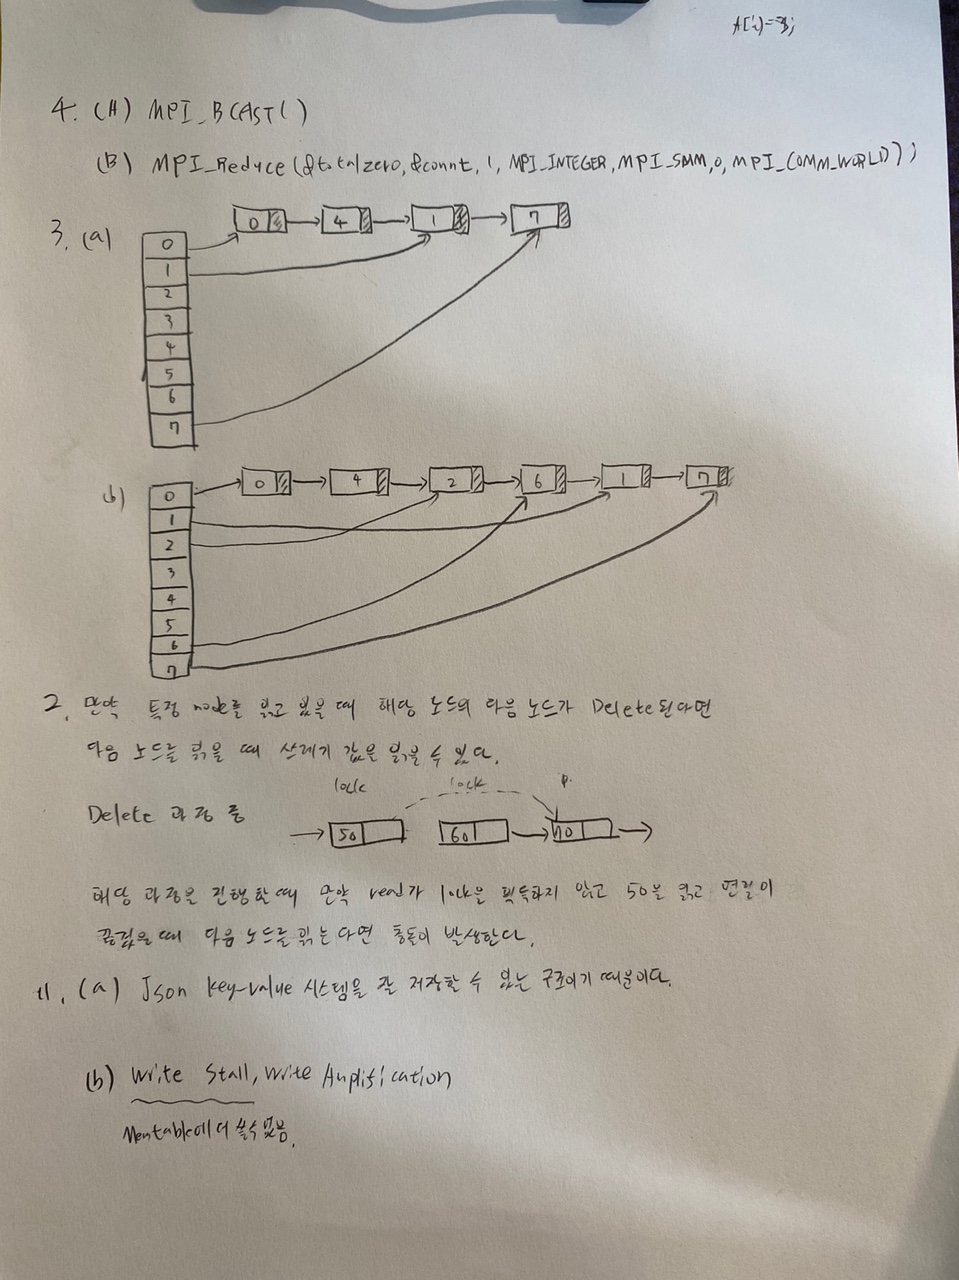 A[i]=3;
4. (A) MPI_BCAST()
(B) MPI_Reduce(&totalzero, &count, 1, MPI_INTEGER, MPI_SUM, 0, MPI_COMM_WORLD);
3. (a)
0 4 1 7
0
1
2
3
4
5
6
7
(b)
0 4 2 6 1 7
0
1
2
3
4
5
6
7
2. 만약 특정 node를 읽고 있을 때 해당 노드의 다음 노드가 Delete된다면
다음 노드를 읽을 때 쓰레기 값을 읽을 수 있다.
lock lock p.
Delete 과정 중
50 60 70
해당 과정을 진행할때 만약 read가 lock을 획득하지 않고 50을 읽고 연결이
끊겼을때 다음 노드를 읽는다면 충돌이 발생한다.
11. (a) Json key-value 시스템을 잘 저장할 수 있는 구조이기 때문이다.
(b) Write Stall, Write Amplification
Memtable에 더 쓸수없음.